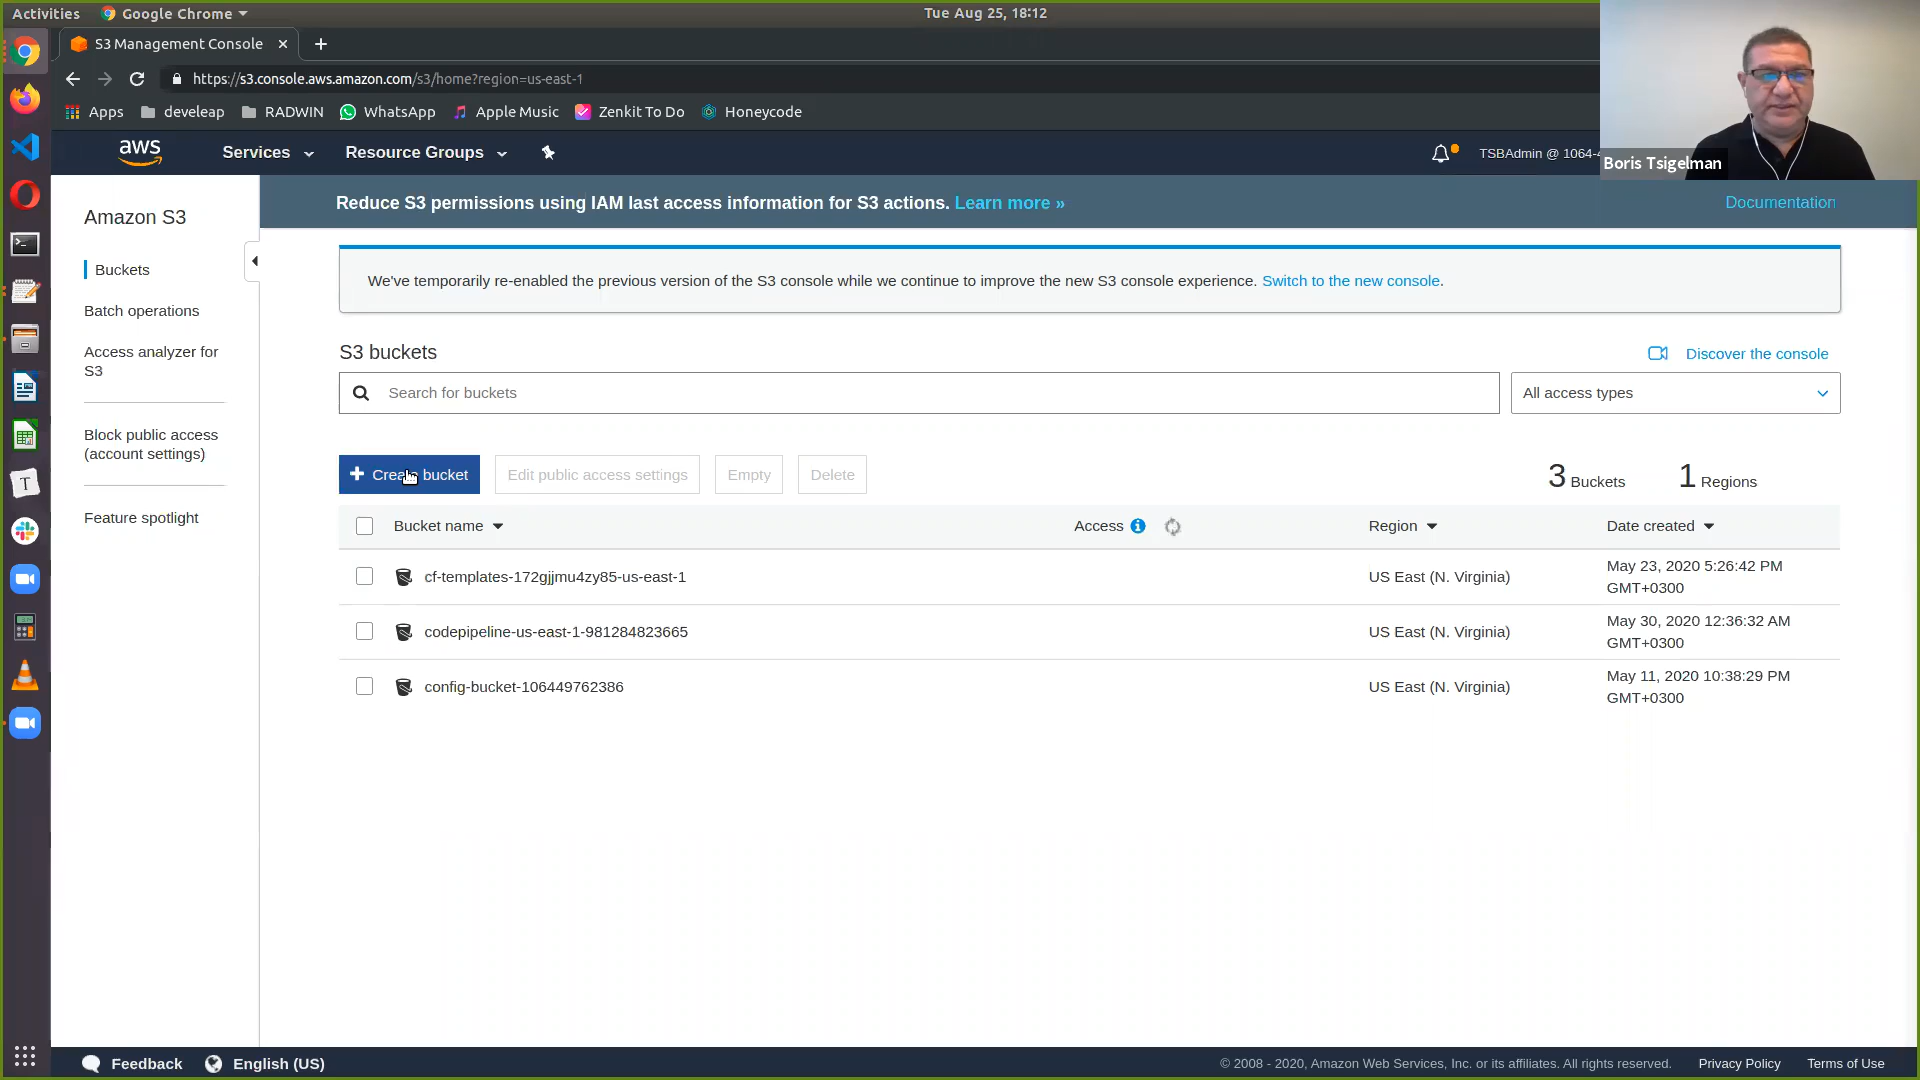 Activities
Google Chrome
Tue Aug 25, 18:12
S3 Management Console
https://s3.console.aws.amazon.com/s3/home?region=us-east-1
Apps
develeap
RADWIN
WhatsApp
Apple Music
Zenkit To Do
Honeycode
aws
Services
Resource Groups
TSBAdmin @ 1064-4
Boris Tsigelman
Amazon S3
Buckets
Batch operations
Access analyzer for
S3
Block public access
(account settings)
Feature spotlight
Reduce S3 permissions using IAM last access information for S3 actions. Learn more »
Documentation
We've temporarily re-enabled the previous version of the S3 console while we continue to improve the new S3 console experience. Switch to the new console.
S3 buckets
Discover the console
Search for buckets
All access types
Create bucket
Edit public access settings
Empty
Delete
3 Buckets
1 Regions
Bucket name
Access
Region
Date created
cf-templates-172gjjmu4zy85-us-east-1
US East (N. Virginia)
May 23, 2020 5:26:42 PM
GMT+0300
codepipeline-us-east-1-981284823665
US East (N. Virginia)
May 30, 2020 12:36:32 AM
GMT+0300
config-bucket-106449762386
US East (N. Virginia)
May 11, 2020 10:38:29 PM
GMT+0300
Feedback
English (US)
© 2008 - 2020, Amazon Web Services, Inc. or its affiliates. All rights reserved.
Privacy Policy
Terms of Use